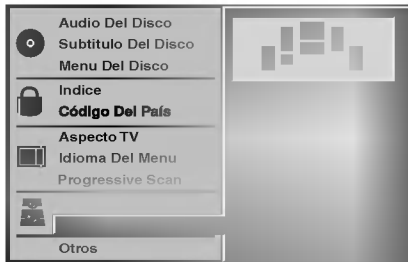 Audio Del Disco
Subtitulo Del Disco
Menu Del Disco
Indice
Código Del País
Aspecto TV
Idioma Del Menu
Progressive Scan
Otros